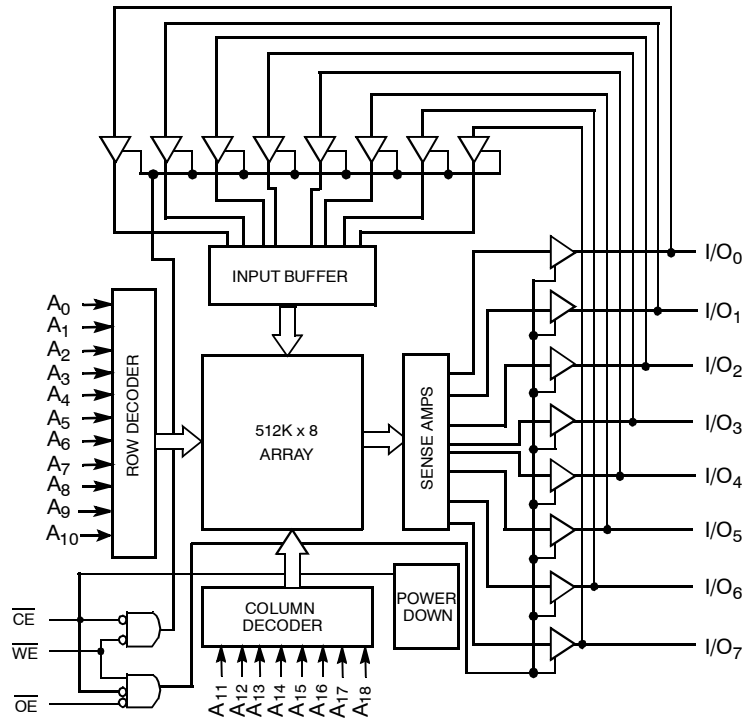 INPUT BUFFER
A0
A1
A2
A3
A4
A5
A6
A7
A8
A9
A10
ROW DECODER
512K x 8
ARRAY
SENSE AMPS
I/O0
I/O1
I/O2
I/O3
I/O4
I/O5
I/O6
I/O7
COLUMN
DECODER
POWER
DOWN
CE
WE
OE
A11
A12
A13
A14
A15
A16
A17
A18